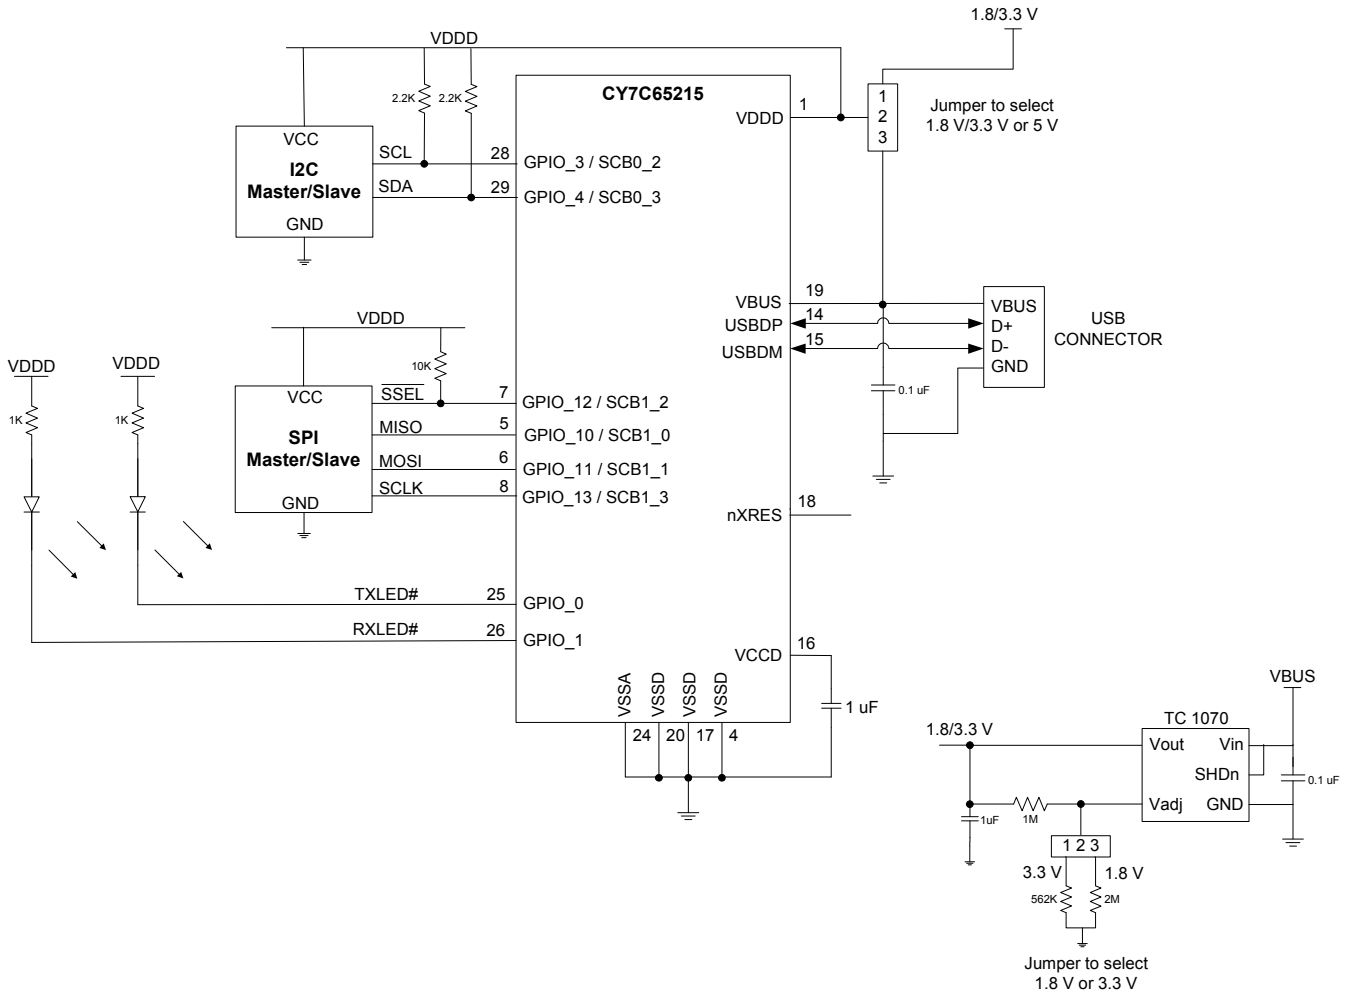 1.8/3.3 V
VDDD
2.2K
2.2K
CY7C65215
VDDD
1
1
2
3
Jumper to select
1.8 V/3.3 V or 5 V
VCC
I2C
Master/Slave
GND
SCL
28
GPIO_3 / SCB0_2
SDA
29
GPIO_4 / SCB0_3
VBUS
19
USBDP
14
USBDM
15
VBUS
D+
D-
GND
USB
CONNECTOR
0.1 uF
VDDD
10K
VDDD
VDDD
1K
1K
VCC
SPI
Master/Slave
GND
SSEL
7
GPIO_12 / SCB1_2
MISO
5
GPIO_10 / SCB1_0
MOSI
6
GPIO_11 / SCB1_1
SCLK
8
GPIO_13 / SCB1_3
nXRES
18
TXLED#
25
GPIO_0
RXLED#
26
GPIO_1
VCCD
16
1 uF
VSSA
VSSD
VSSD
VSSD
24
20
17
4
VBUS
TC 1070
1.8/3.3 V
Vout
Vin
SHDn
Vadj
GND
0.1 uF
1uF
1M
1 2 3
3.3 V
1.8 V
562K
2M
Jumper to select
1.8 V or 3.3 V